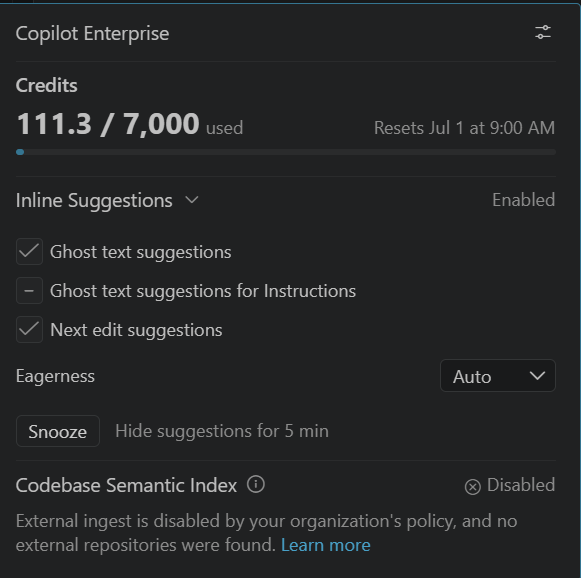 Copilot Enterprise
Credits
111.3 / 7,000 used
Resets Jul 1 at 9:00 AM
Inline Suggestions
Enabled
Ghost text suggestions
Ghost text suggestions for Instructions
Next edit suggestions
Eagerness
Auto
Snooze
Hide suggestions for 5 min
Codebase Semantic Index
Disabled
External ingest is disabled by your organization's policy, and no
external repositories were found. Learn more